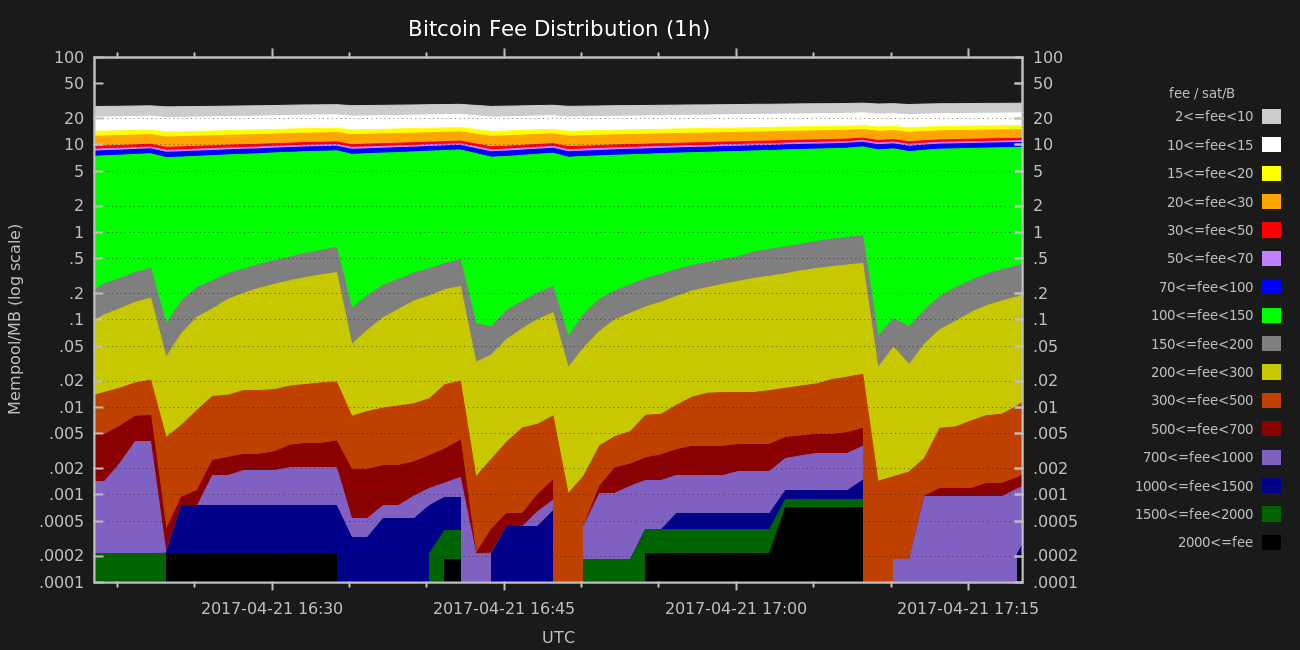 Bitcoin Fee Distribution (1h)
Mempool/MB (log scale)
100
50
20
10
5
2
1
.5
.2
.1
.05
.02
.01
.005
.002
.001
.0005
.0002
.0001
100
50
20
10
5
2
1
.5
.2
.1
.05
.02
.01
.005
.002
.001
.0005
.0002
.0001
2017-04-21 16:30
2017-04-21 16:45
2017-04-21 17:00
2017-04-21 17:15
UTC
fee / sat/B
2<=fee<10
10<=fee<15
15<=fee<20
20<=fee<30
30<=fee<50
50<=fee<70
70<=fee<100
100<=fee<150
150<=fee<200
200<=fee<300
300<=fee<500
500<=fee<700
700<=fee<1000
1000<=fee<1500
1500<=fee<2000
2000<=fee